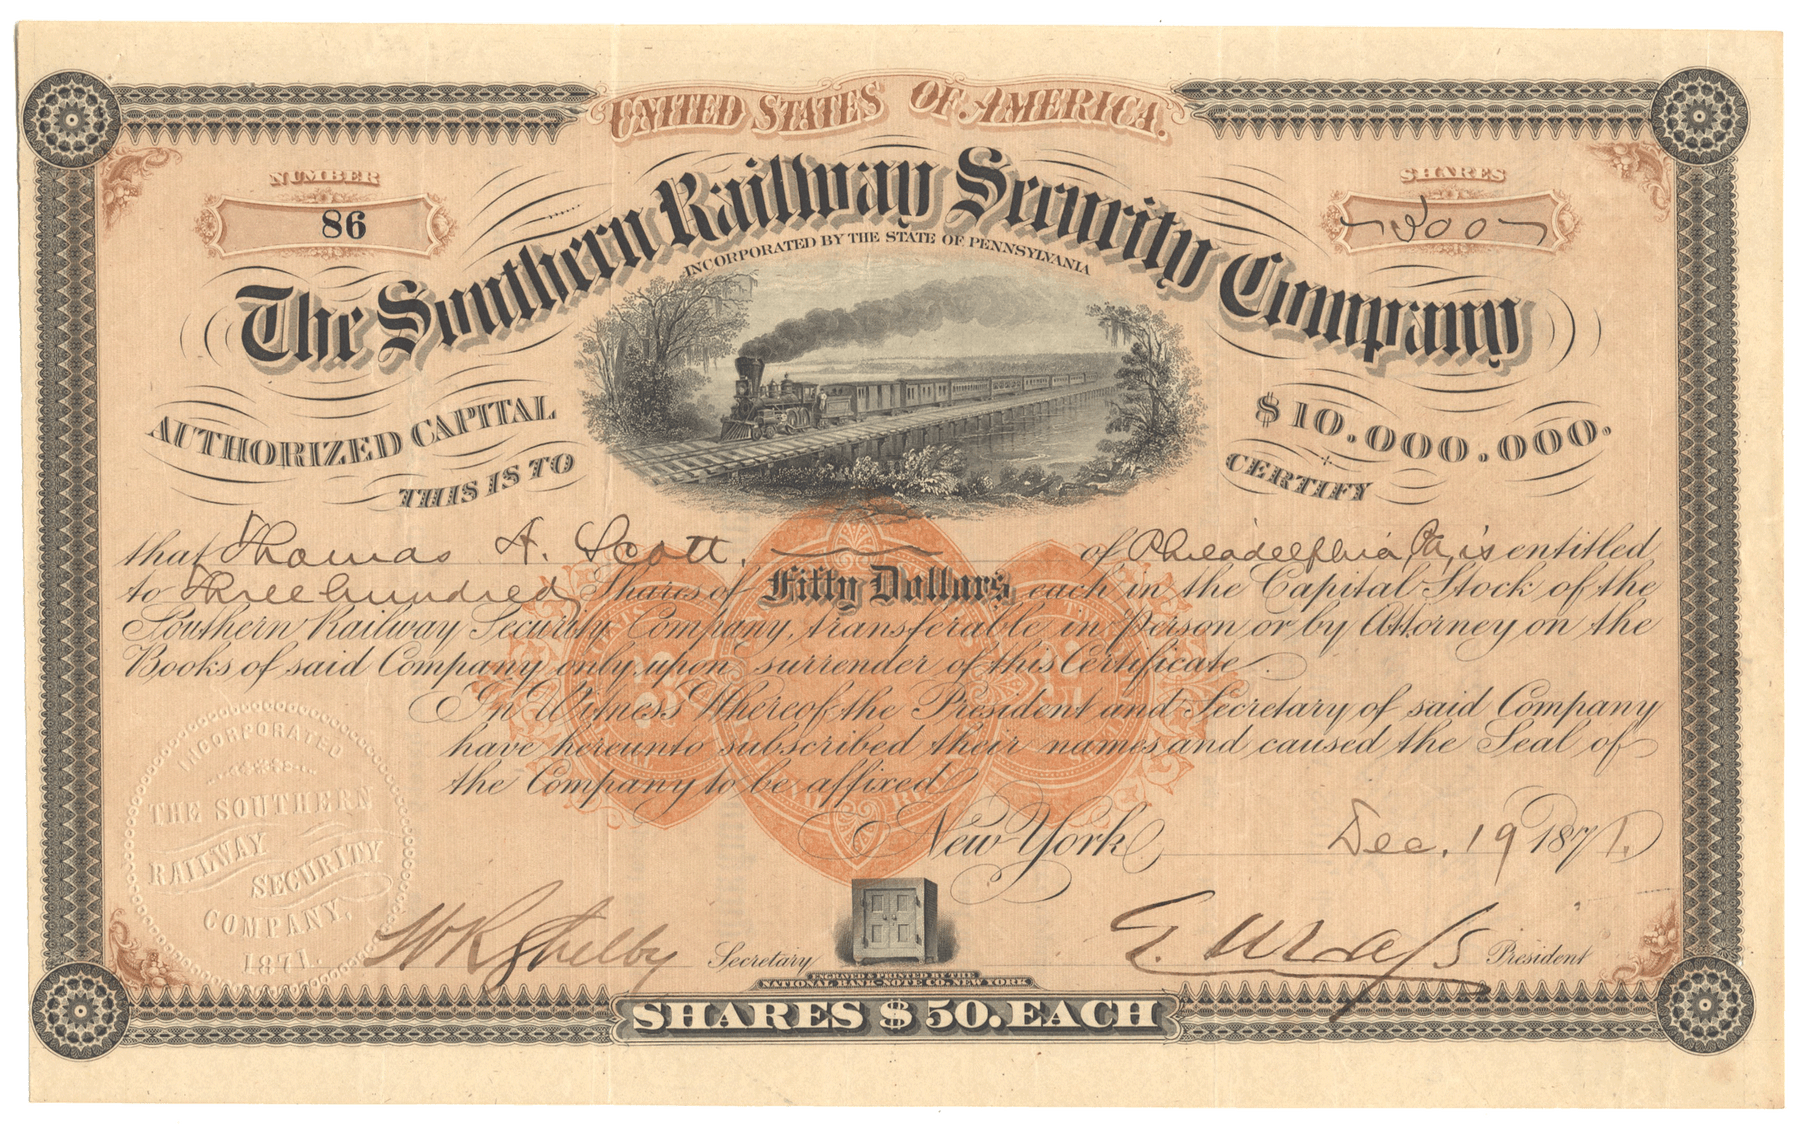 UNITED STATES OF AMERICA.
NUMBER
86
SHARES
300
The Southern Railway Security Company
INCORPORATED BY THE STATE OF PENNSYLVANIA
AUTHORIZED CAPITAL $10.000.000.
THIS IS TO CERTIFY
that Thomas A. Scott. of Philadelphia Pa, is entitled
to Three hundred Shares of Fifty Dollars each in the Capital Stock of the
Southern Railway Security Company, transferable in Person or by Attorney on the
Books of said Company only, upon surrender of this Certificate.
In Witness Whereof the President and Secretary of said Company
have hereunto subscribed their names, and caused the Seal of
the Company to be affixed
New York Dec. 19 1871.
INCORPORATED
THE SOUTHERN
RAILWAY
SECURITY
COMPANY,
1871.
W R Shelby Secretary
President
ENGRAVED & PRINTED BY THE
NATIONAL BANK-NOTE CO. NEW YORK
SHARES $50. EACH